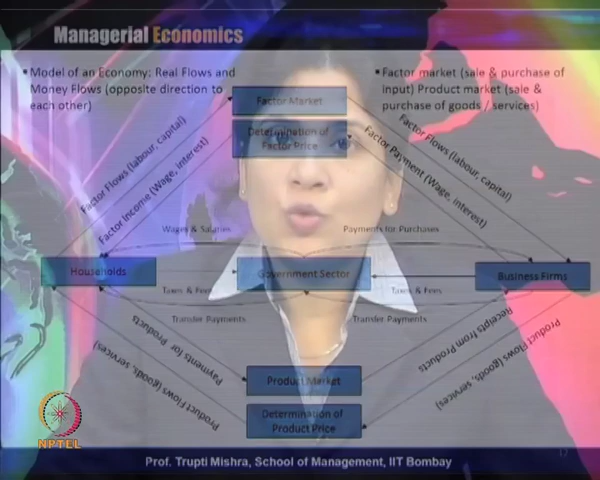 Managerial Economics
▪ Model of an Economy: Real Flows and
Money Flows (opposite direction to
each other)
▪ Factor market (sale & purchase of
input) Product market (sale &
purchase of goods / services)
Factor Market
Determination of
Factor Price
Factor Flows (labour, capital)
Factor Income (Wage, interest)
Factor Flows (labour, capital)
Factor Payment (Wage, interest)
Wages & Salaries
Payments for Purchases
Households
Government Sector
Business Firms
Taxes & Fees
Taxes & Fees
Transfer Payments
Transfer Payments
Payments for Products
Product Flows (goods, services)
Receipts from Products
Product Flows (goods, services)
Product Market
Determination of
Product Price
NPTEL
Prof. Trupti Mishra, School of Management, IIT Bombay